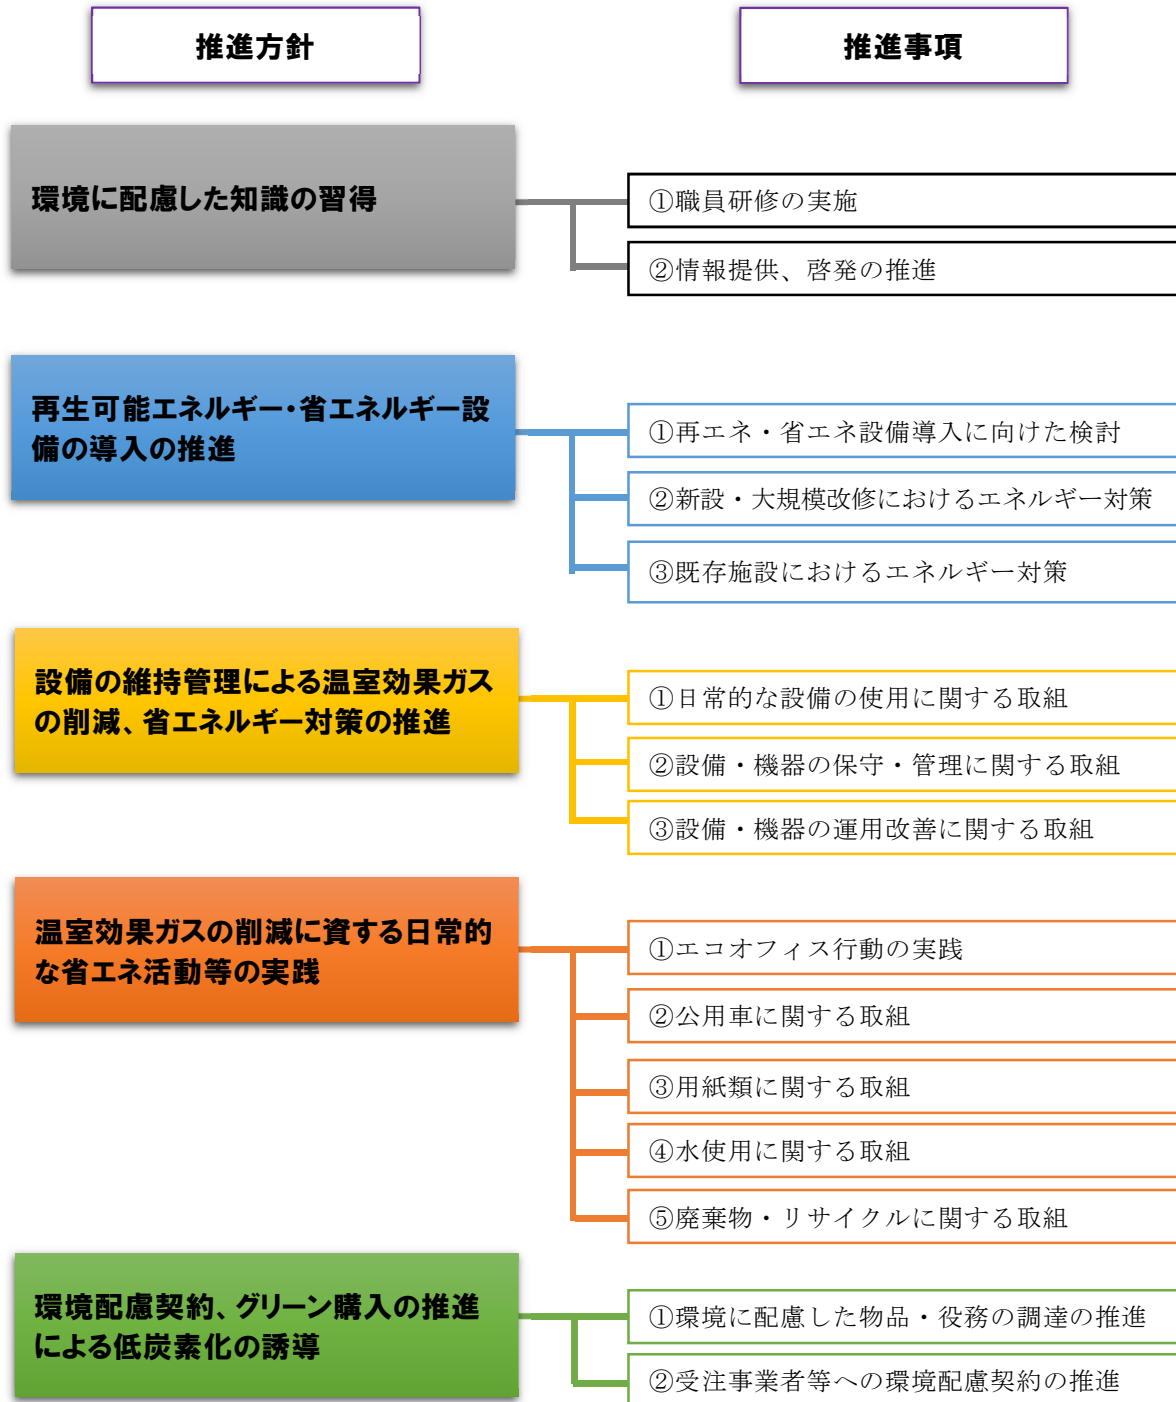 推進方針
推進事項
環境に配慮した知識の習得
①職員研修の実施
②情報提供、啓発の推進
再生可能エネルギー・省エネルギー設
備の導入の推進
①再エネ・省エネ設備導入に向けた検討
②新設・大規模改修におけるエネルギー対策
③既存施設におけるエネルギー対策
設備の維持管理による温室効果ガス
の削減、省エネルギー対策の推進
①日常的な設備の使用に関する取組
②設備・機器の保守・管理に関する取組
③設備・機器の運用改善に関する取組
温室効果ガスの削減に資する日常的
な省エネ活動等の実践
①エコオフィス行動の実践
②公用車に関する取組
③用紙類に関する取組
④水使用に関する取組
⑤廃棄物・リサイクルに関する取組
環境配慮契約、グリーン購入の推進
による低炭素化の誘導
①環境に配慮した物品・役務の調達の推進
②受注事業者等への環境配慮契約の推進